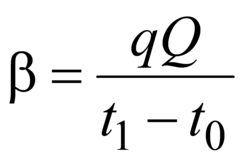 β = qQ / (t₁ − t₀)